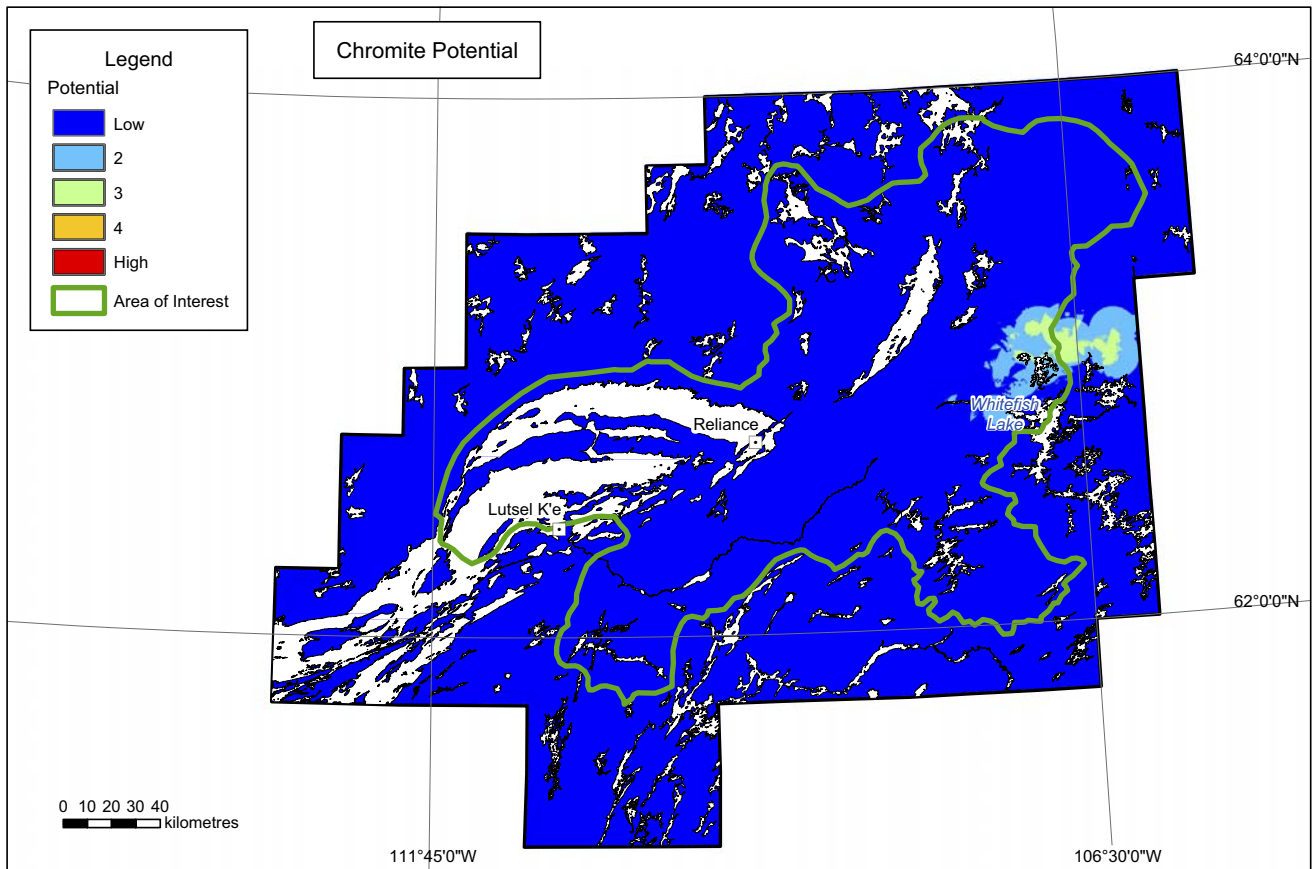 Legend
Potential
Low
2
3
4
High
Area of Interest
Chromite Potential
64°0'0"N
Whitefish
Lake
Reliance
Lutsel K'e
62°0'0"N
0 10 20 30 40
kilometres
111°45'0"W
106°30'0"W